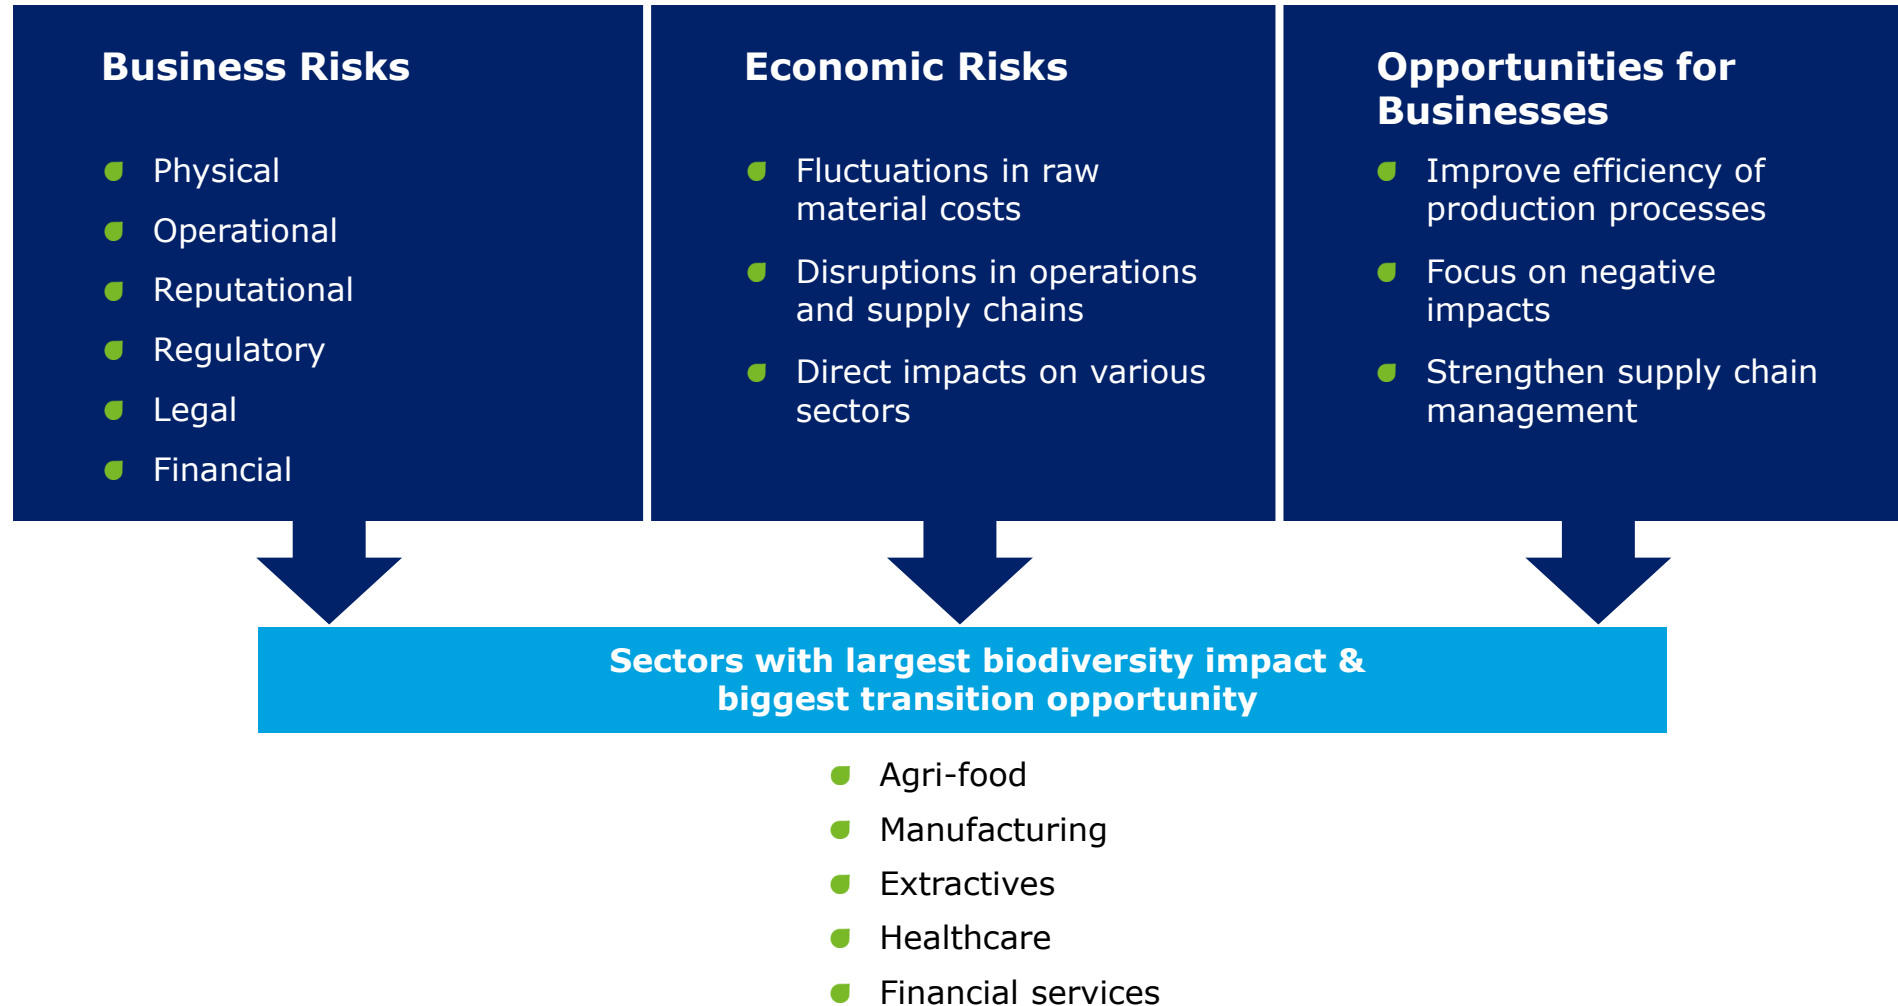 Business Risks
Physical
Operational
Reputational
Regulatory
Legal
Financial
Economic Risks
Fluctuations in raw
material costs
Disruptions in operations
and supply chains
Direct impacts on various
sectors
Opportunities for
Businesses
Improve efficiency of
production processes
Focus on negative
impacts
Strengthen supply chain
management
Sectors with largest biodiversity impact &
biggest transition opportunity
Agri-food
Manufacturing
Extractives
Healthcare
Financial services